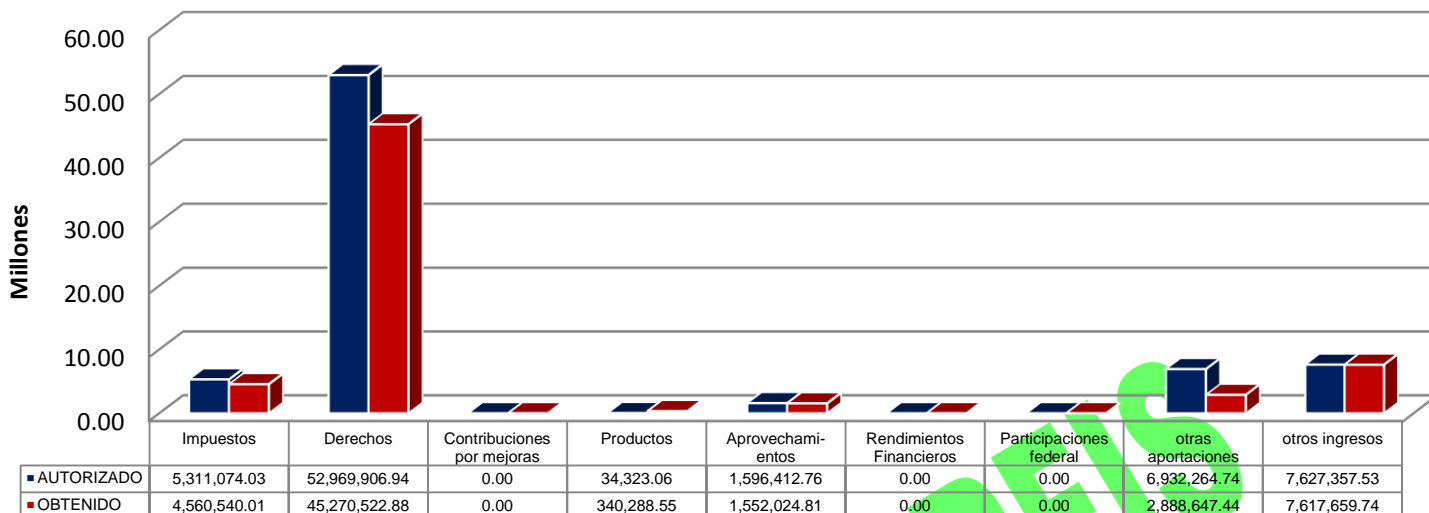 60.00
50.00
40.00
30.00
20.00
10.00
0.00
Millones
Impuestos Derechos Contribuciones por mejoras Productos Aprovechami-entos Rendimientos Financieros Participaciones federal otras aportaciones otros ingresos
AUTORIZADO 5,311,074.03 52,969,906.94 0.00 34,323.06 1,596,412.76 0.00 0.00 6,932,264.74 7,627,357.53
OBTENIDO 4,560,540.01 45,270,522.88 0.00 340,288.55 1,552,024.81 0.00 0.00 2,888,647.44 7,617,659.74